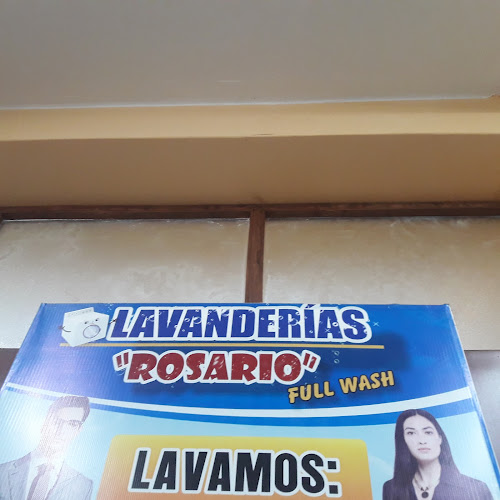 LAVANDERÍAS
"ROSARIO"
FULL WASH
LAVAMOS: